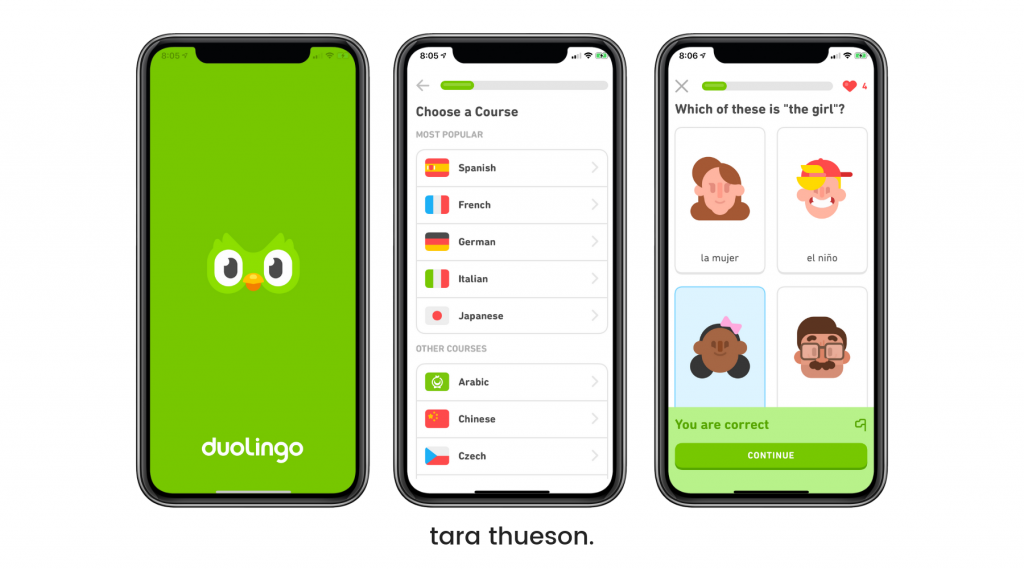 8:05
duolingo
8:05
Choose a Course
MOST POPULAR
Spanish
French
German
Italian
Japanese
OTHER COURSES
Arabic
Chinese
Czech
8:06
4
Which of these is "the girl"?
la mujer
el niño
You are correct
CONTINUE
tara thueson.